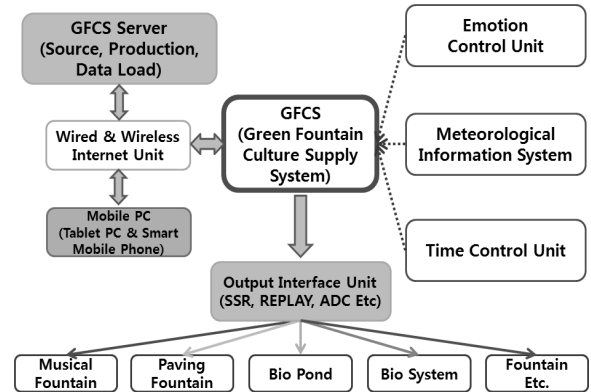 GFCS Server
(Source, Production,
Data Load)
Emotion
Control Unit
GFCS
(Green Fountain
Culture Supply
System)
Wired & Wireless
Internet Unit
Meteorological
Information System
Mobile PC
(Tablet PC & Smart
Mobile Phone)
Time Control Unit
Output Interface Unit
(SSR, REPLAY, ADC Etc)
Musical
Fountain
Paving
Fountain
Bio Pond
Bio System
Fountain
Etc.